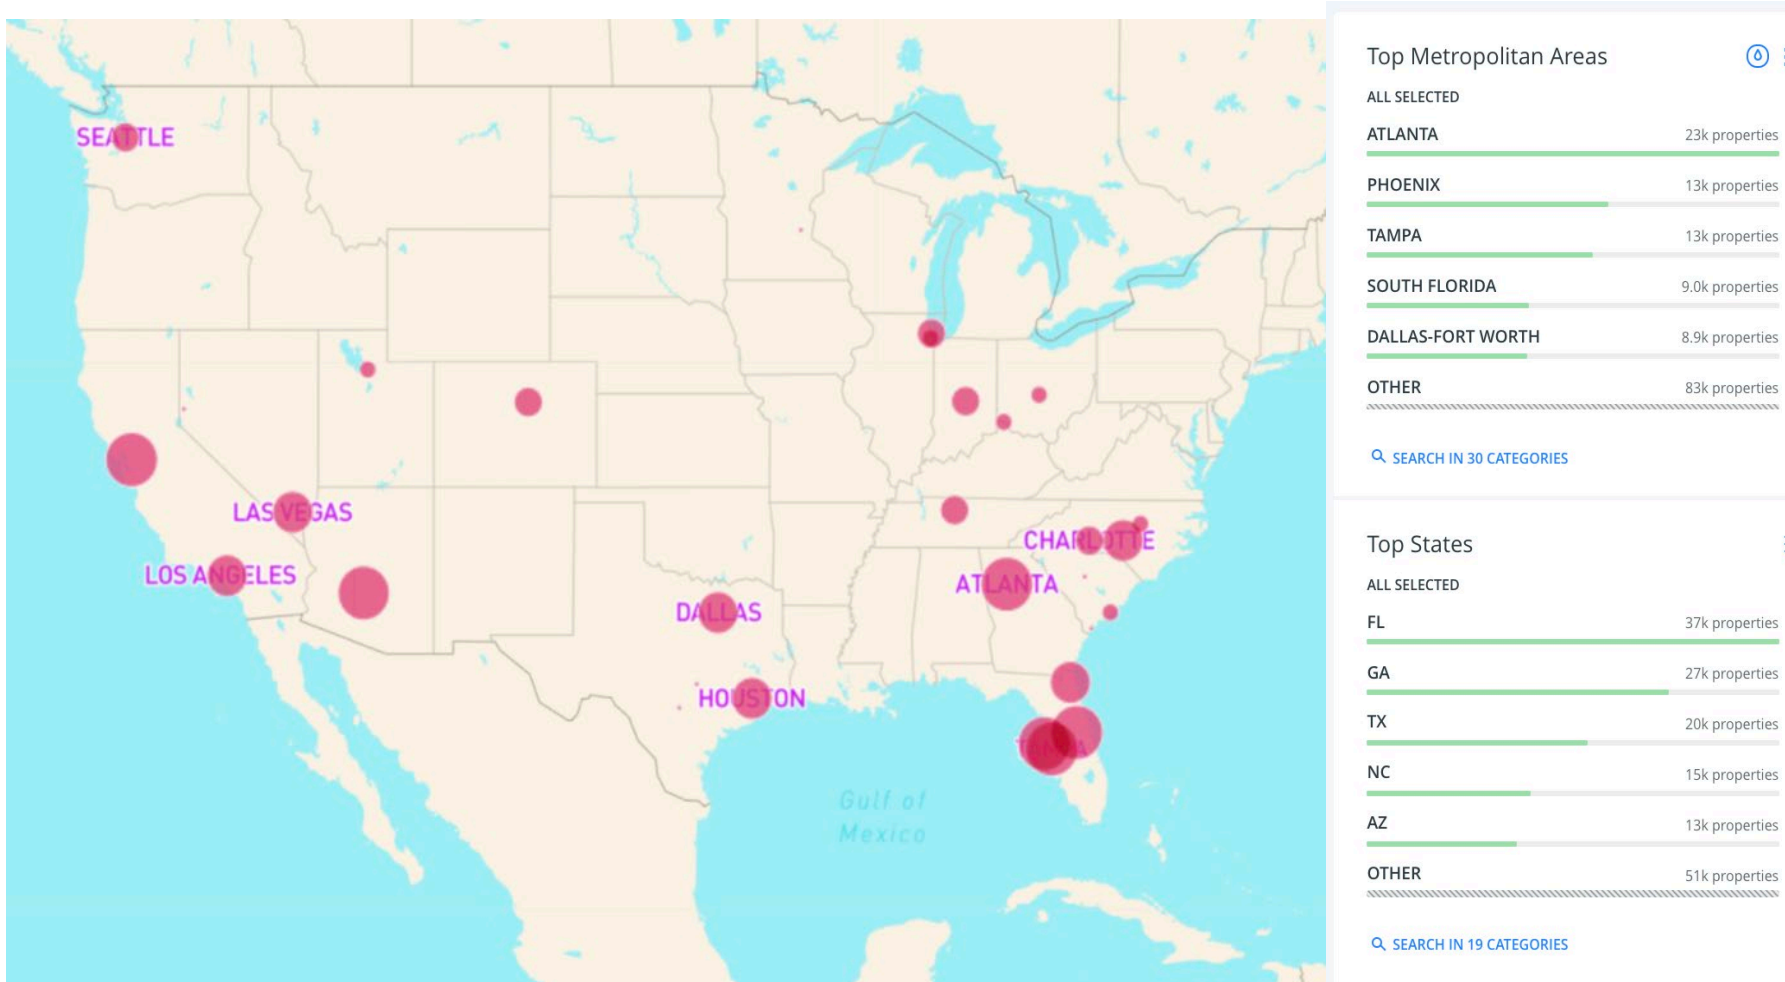 SEATTLE
LAS VEGAS
LOS ANGELES
CHARLOTTE
ATLANTA
DALLAS
HOUSTON
TAMPA
Gulf of
Mexico
Top Metropolitan Areas
ALL SELECTED
ATLANTA 23k properties
PHOENIX 13k properties
TAMPA 13k properties
SOUTH FLORIDA 9.0k properties
DALLAS-FORT WORTH 8.9k properties
OTHER 83k properties
SEARCH IN 30 CATEGORIES
Top States
ALL SELECTED
FL 37k properties
GA 27k properties
TX 20k properties
NC 15k properties
AZ 13k properties
OTHER 51k properties
SEARCH IN 19 CATEGORIES